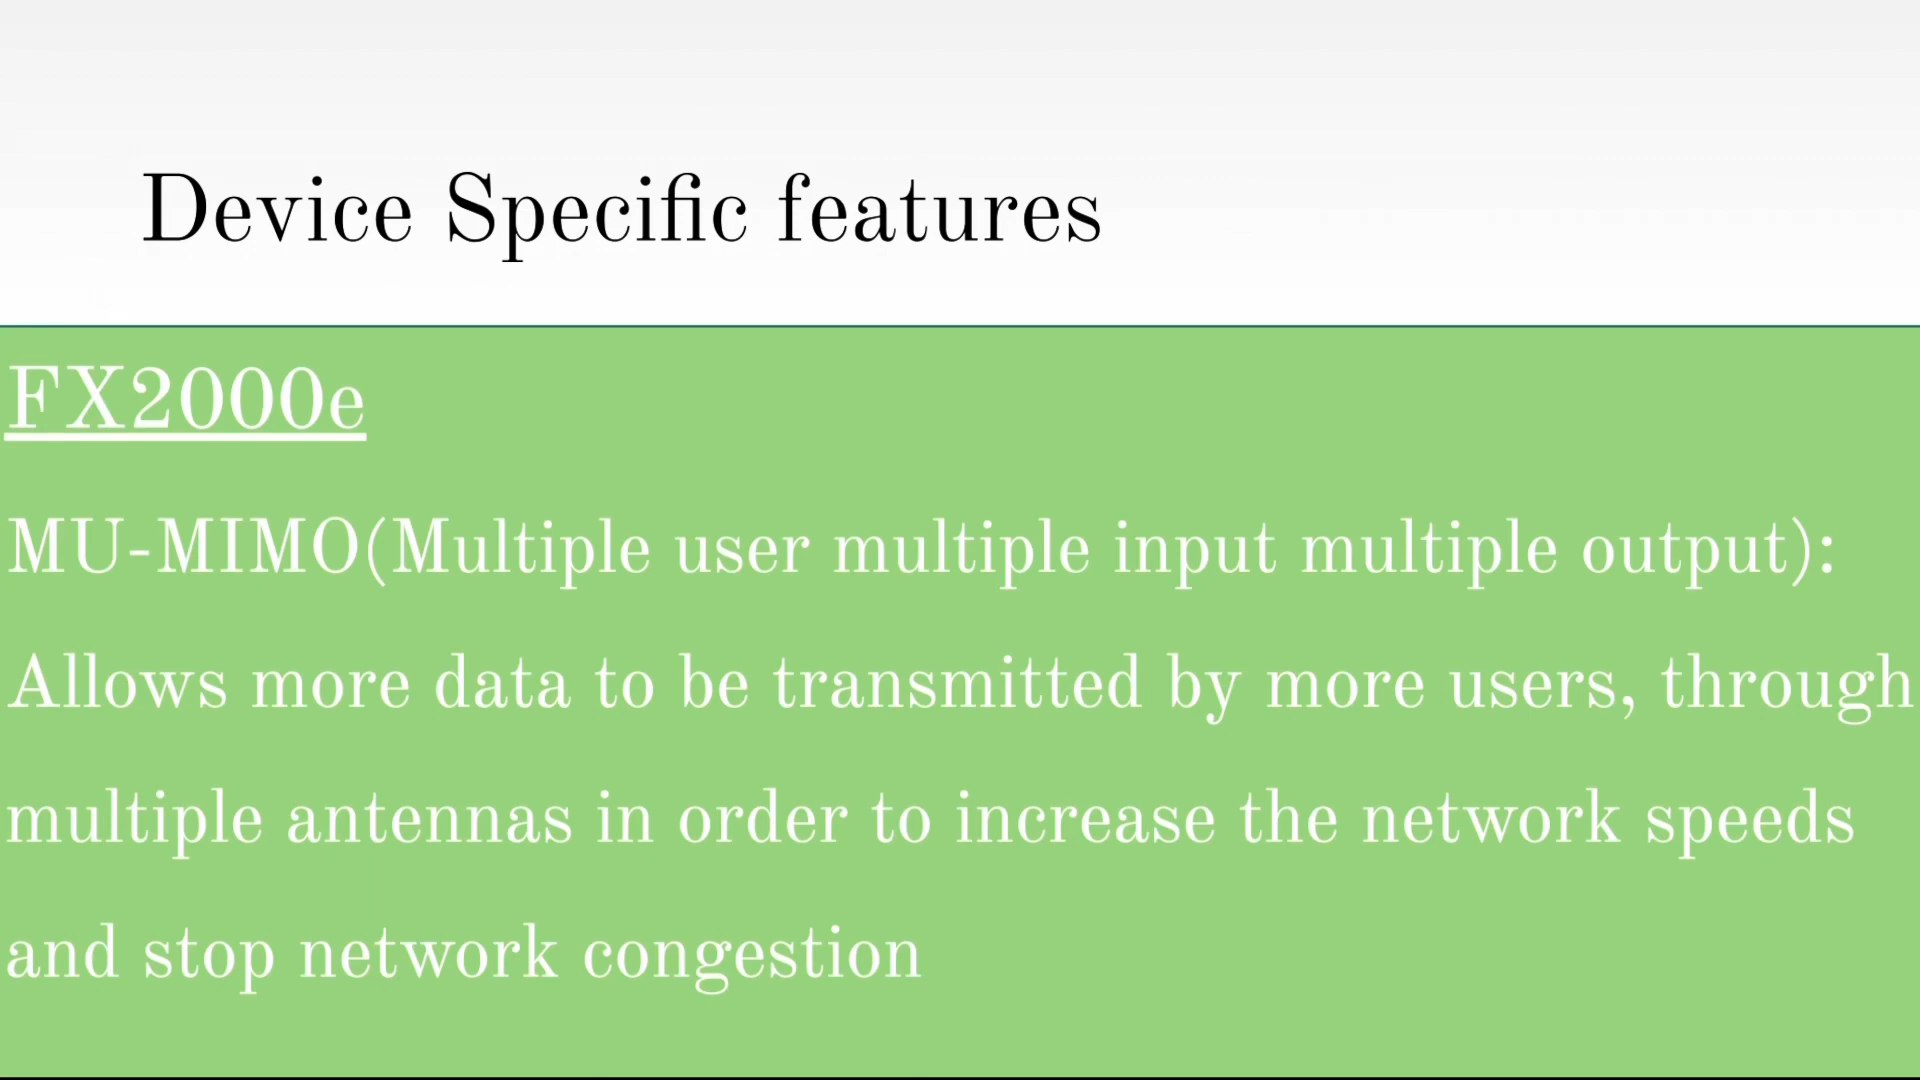 Device Specific features
FX2000e
MU-MIMO(Multiple user multiple input multiple output):
Allows more data to be transmitted by more users, through
multiple antennas in order to increase the network speeds
and stop network congestion